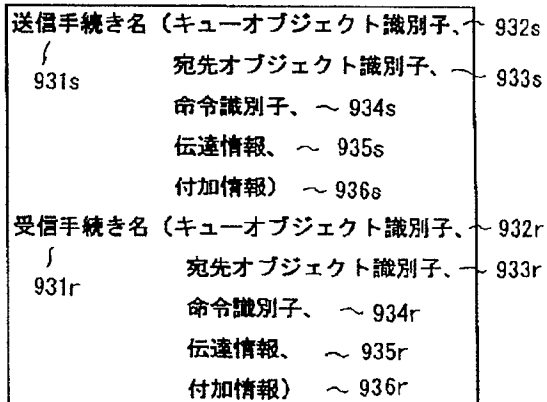 送信手続き名（キューオブジェクト識別子、～ 932s
931s
宛先オブジェクト識別子、～ 933s
命令識別子、～ 934s
伝達情報、～ 935s
付加情報）～ 936s
受信手続き名（キューオブジェクト識別子、～ 932r
931r
宛先オブジェクト識別子、～ 933r
命令識別子、～ 934r
伝達情報、～ 935r
付加情報）～ 936r